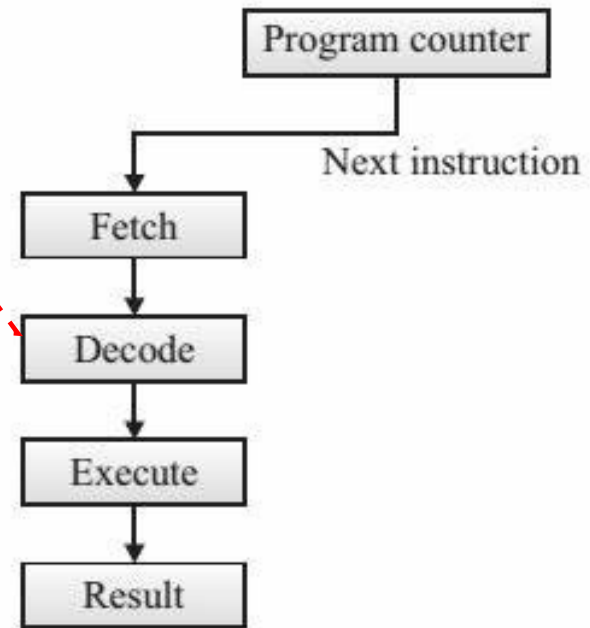 Program counter
Next instruction
Fetch
Decode
Execute
Result